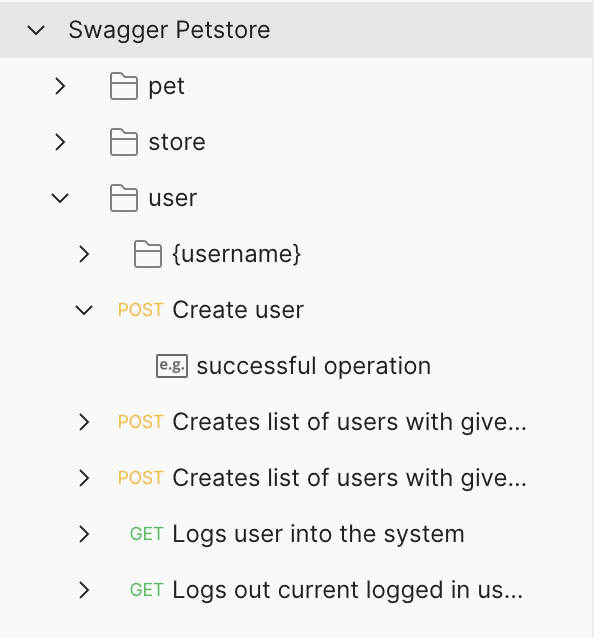 Swagger Petstore
pet
store
user
{username}
POST Create user
e.g. successful operation
POST Creates list of users with give...
POST Creates list of users with give...
GET Logs user into the system
GET Logs out current logged in us...